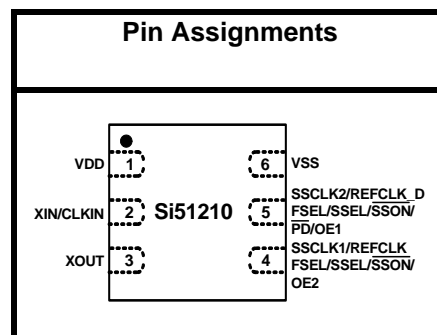 Pin Assignments
VDD 1 6 VSS
SSCLK2/REFCLK_D
XIN/CLKIN 2 Si51210 5 FSEL/SSEL/SSON/
PD/OE1
SSCLK1/REFCLK
XOUT 3 4 FSEL/SSEL/SSON/
OE2